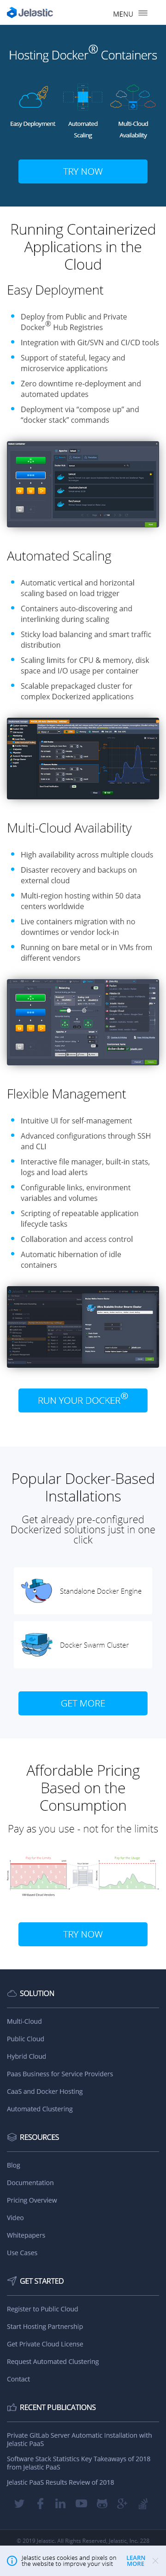 Jelastic
MENU
Hosting Docker® Containers
Easy Deployment
Automated
Scaling
Multi-Cloud
Availability
TRY NOW
Running Containerized
Applications in the
Cloud
Easy Deployment
Deploy from Public and Private
Docker® Hub Registries
Integration with Git/SVN and CI/CD tools
Support of stateful, legacy and
microservice applications
Zero downtime re-deployment and
automated updates
Deployment via “compose up” and
“docker stack” commands
Automated Scaling
Automatic vertical and horizontal
scaling based on load trigger
Containers auto-discovering and
interlinking during scaling
Sticky load balancing and smart traffic
distribution
Scaling limits for CPU & memory, disk
space and I/O usage per container
Scalable prepackaged cluster for
complex Dockerized applications
Multi-Cloud Availability
High availability across multiple clouds
Disaster recovery and backups on
external cloud
Multi-region hosting within 50 data
centers worldwide
Live containers migration with no
downtimes or vendor lock-in
Running on bare metal or in VMs from
different vendors
Flexible Management
Intuitive UI for self-management
Advanced configurations through SSH
and CLI
Interactive file manager, built-in stats,
logs and load alerts
Configurable links, environment
variables and volumes
Scripting of repeatable application
lifecycle tasks
Collaboration and access control
Automatic hibernation of idle
containers
RUN YOUR DOCKER®
Popular Docker-Based
Installations
Get already pre-configured
Dockerized solutions just in one
click
Standalone Docker Engine
Docker Swarm Cluster
GET MORE
Affordable Pricing
Based on the
Consumption
Pay as you use - not for the limits
TRY NOW
SOLUTION
Multi-Cloud
Public Cloud
Hybrid Cloud
Paas Business for Service Providers
CaaS and Docker Hosting
Automated Clustering
RESOURCES
Blog
Documentation
Pricing Overview
Video
Whitepapers
Use Cases
GET STARTED
Register to Public Cloud
Start Hosting Partnership
Get Private Cloud License
Request Automated Clustering
Contact
RECENT PUBLICATIONS
Private GitLab Server Automatic Installation with
Jelastic PaaS
Software Stack Statistics Key Takeaways of 2018
from Jelastic PaaS
Jelastic PaaS Results Review of 2018
© 2019 Jelastic. All Rights Reserved, Jelastic, Inc. 228
Jelastic uses cookies and pixels on
the website to improve your visit
LEARN
MORE